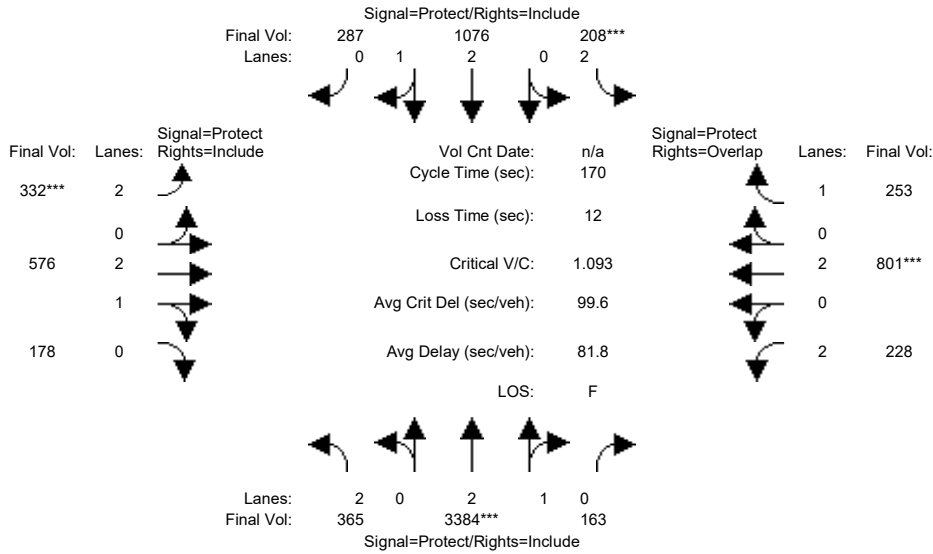 Signal=Protect/Rights=Include
Final Vol: 287 1076 208***
Lanes: 0 1 2 0 2
Signal=Protect Signal=Protect
Final Vol: Lanes: Rights=Include Vol Cnt Date: n/a Rights=Overlap Lanes: Final Vol:
Cycle Time (sec): 170
332*** 2 1 253
Loss Time (sec): 12
0 0
576 2 Critical V/C: 1.093 2 801***
1 Avg Crit Del (sec/veh): 99.6 0
178 0 Avg Delay (sec/veh): 81.8 2 228
LOS: F
Lanes: 2 0 2 1 0
Final Vol: 365 3384*** 163
Signal=Protect/Rights=Include